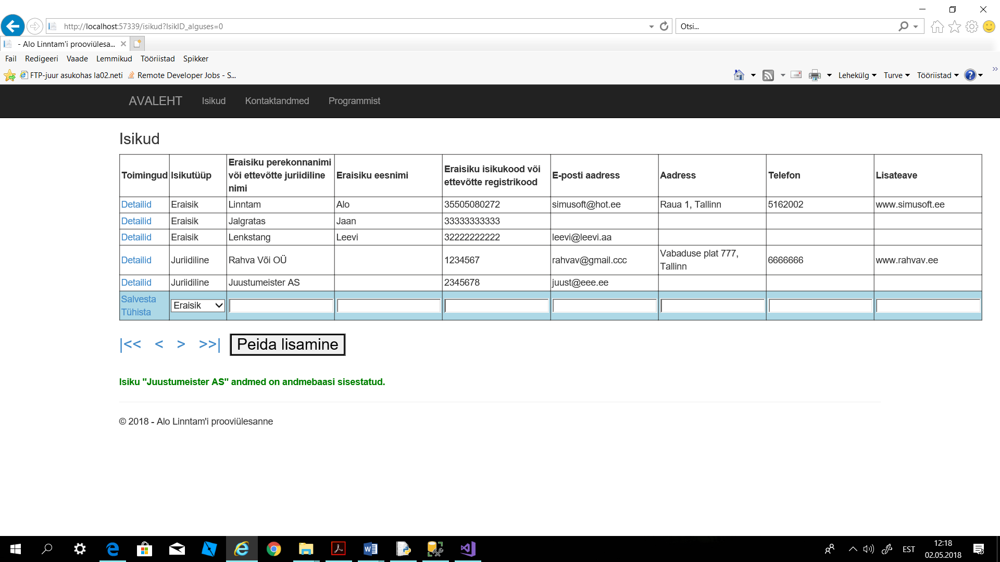 http://localhost:57339/isikud?IsikID_alguses=0
Otsi...
- Alo Linntam'i prooviülesa...
Fail Redigeeri Vaade Lemmikud Tööriistad Spikker
FTP-juur asukohas la02.neti Remote Developer Jobs - S... Lehekülg Turve Tööriistad
AVALEHT Isikud Kontaktandmed Programmist
Isikud
Toimingud Isikutüüp Eraisiku perekonnanimi või ettevõtte juriidiline nimi Eraisiku eesnimi Eraisiku isikukood või ettevõtte registrikood E-posti aadress Aadress Telefon Lisateave
Detailid Eraisik Linntam Alo 35505080272 simusoft@hot.ee Raua 1, Tallinn 5162002 www.simusoft.ee
Detailid Eraisik Jalgratas Jaan 33333333333
Detailid Eraisik Lenkstang Leevi 32222222222 leevi@leevi.aa
Detailid Juriidiline Rahva Või OÜ 1234567 rahvav@gmail.ccc Vabaduse plat 777, Tallinn 6666666 www.rahvav.ee
Detailid Juriidiline Juustumeister AS 2345678 juust@eee.ee
Salvesta
Tühista
Eraisik
|<< < > >>| Peida lisamine
Isiku "Juustumeister AS" andmed on andmebaasi sisestatud.
© 2018 - Alo Linntam'i prooviülesanne
EST
12:18
02.05.2018